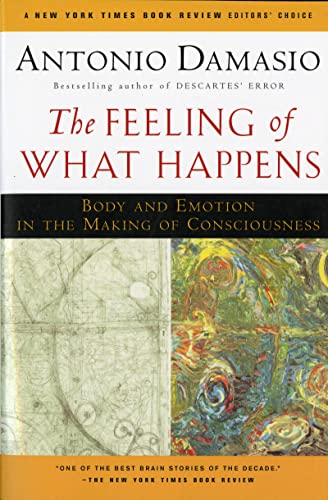 A NEW YORK TIMES BOOK REVIEW EDITORS' CHOICE
ANTONIO DAMASIO
Bestselling author of DESCARTES' ERROR
The FEELING of
WHAT HAPPENS
BODY AND EMOTION
IN THE MAKING OF CONSCIOUSNESS
"ONE OF THE BEST BRAIN STORIES OF THE DECADE."
—THE NEW YORK TIMES BOOK REVIEW